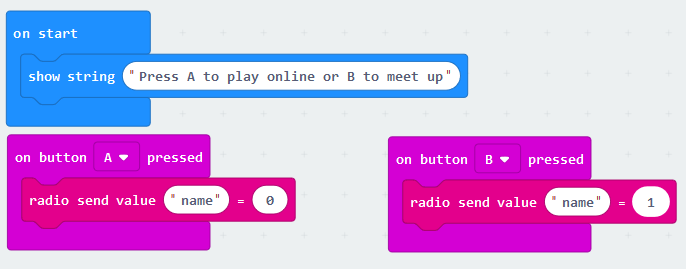 on start
show string "Press A to play online or B to meet up"
on button A pressed
radio send value "name" = 0
on button B pressed
radio send value "name" = 1